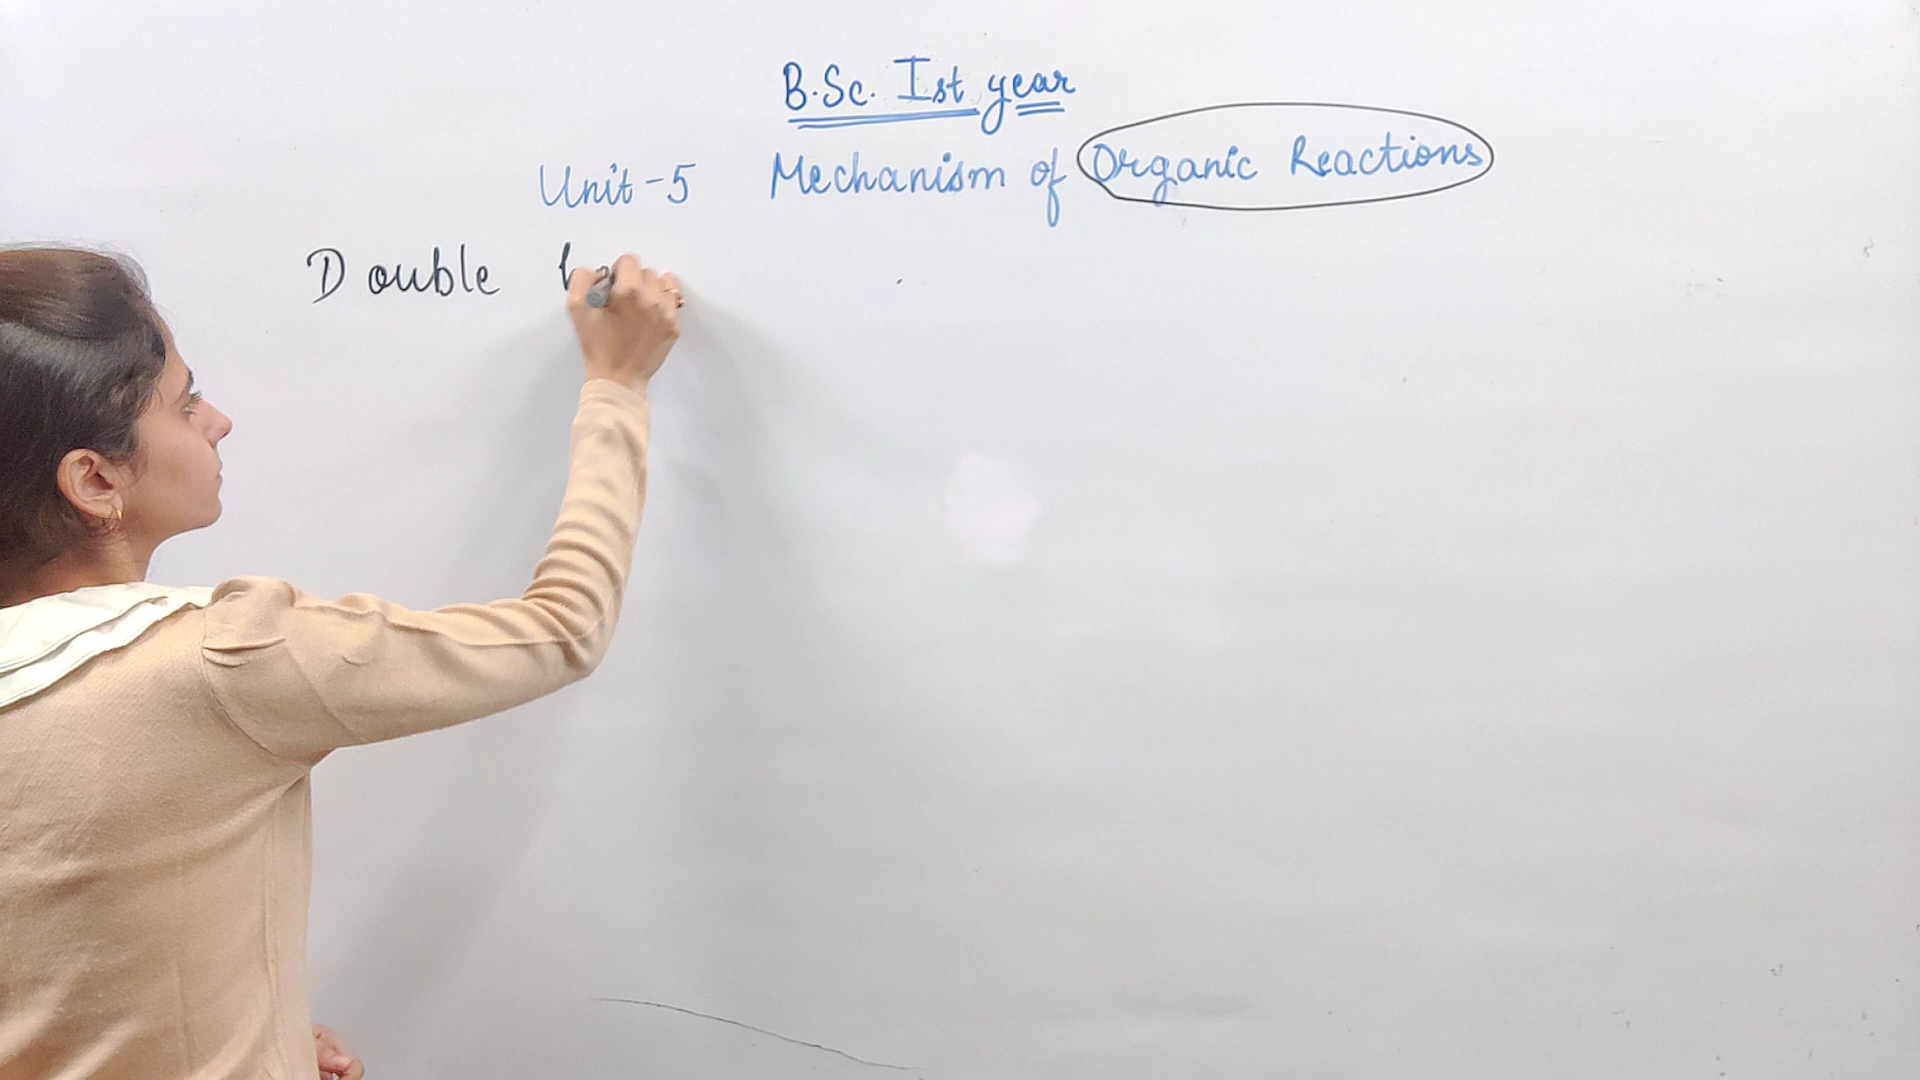 B.Sc. Ist year
Unit-5 Mechanism of Organic Reactions
Double